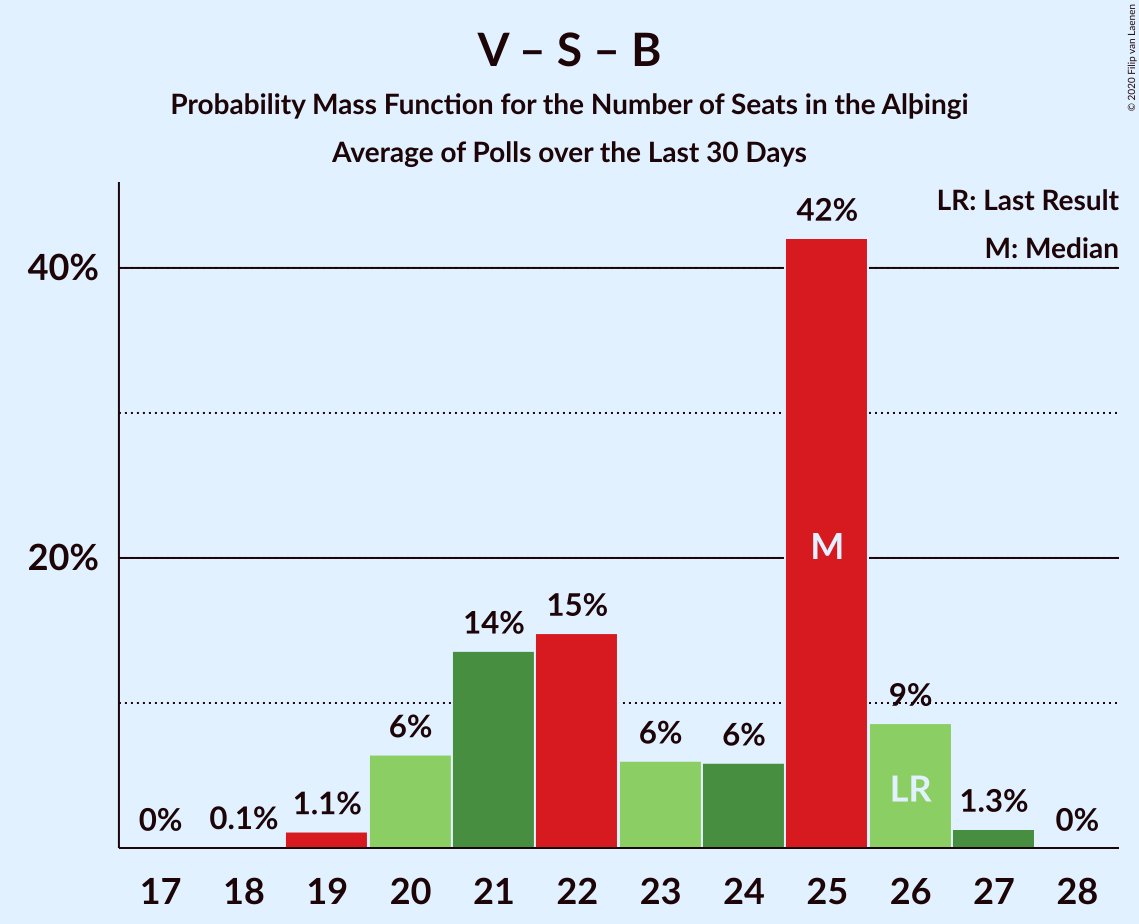 V – S – B
Probability Mass Function for the Number of Seats in the Alþingi
Average of Polls over the Last 30 Days
© 2020 Filip van Laenen
LR: Last Result
M: Median
42%
40%
M
20%
15%
14%
9%
6%
6%
6%
LR
1.3%
1.1%
0.1%
0%
0%
17 18 19 20 21 22 23 24 25 26 27 28